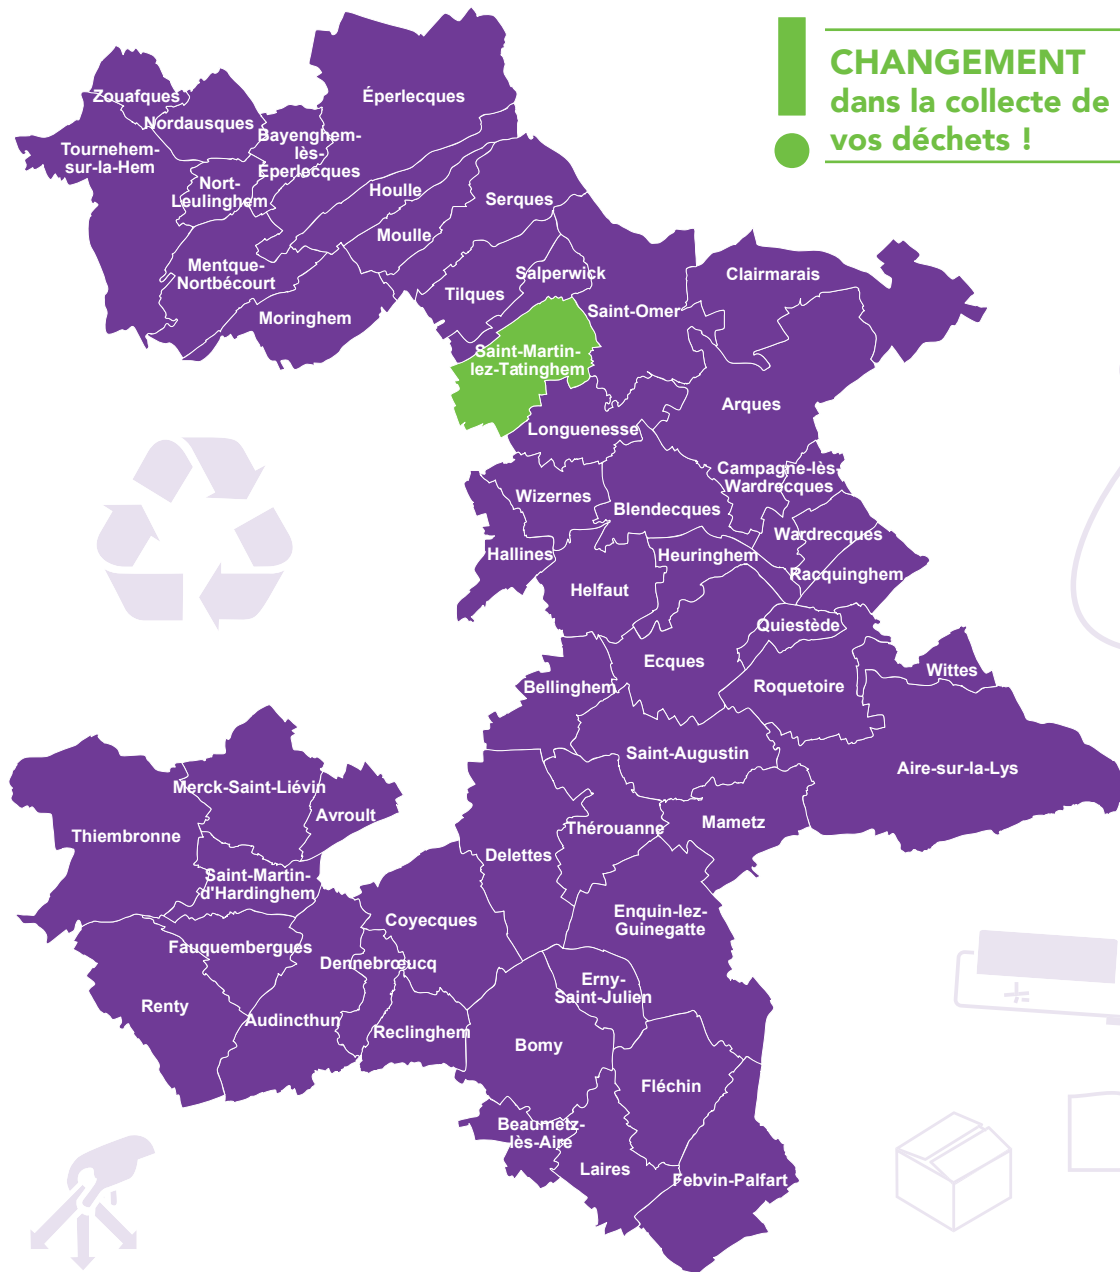 CHANGEMENT
dans la collecte de
vos déchets !
Éperlecques
Zouafques
Nordausques
Bayenghem-
lès-
Éperlecques
Tournehem-
sur-la-Hem
Nort-
Leulinghem
Houlle
Serques
Moulle
Mentque-
Nortbécourt
Salperwick
Clairmarais
Tilques
Saint-Omer
Moringhem
Saint-Martin-
lez-Tatinghem
Arques
Longuenesse
Campagne-lès-
Wardrecques
Wizernes
Blendecques
Wardrecques
Hallines
Heuringhem
Racquinghem
Helfaut
Quiestède
Ecques
Wittes
Bellinghem
Roquetoire
Saint-Augustin
Aire-sur-la-Lys
Merck-Saint-Liévin
Avroult
Thiembronne
Thérouanne
Mametz
Delettes
Saint-Martin-
d'Hardinghem
Coyecques
Enquin-lez-
Guinegatte
Fauquembergues
Dennebrœucq
Erny-
Saint-Julien
Renty
Audincthun
Reclinghem
Bomy
Fléchin
Beaumetz-
lès-Aire
Laires
Febvin-Palfart